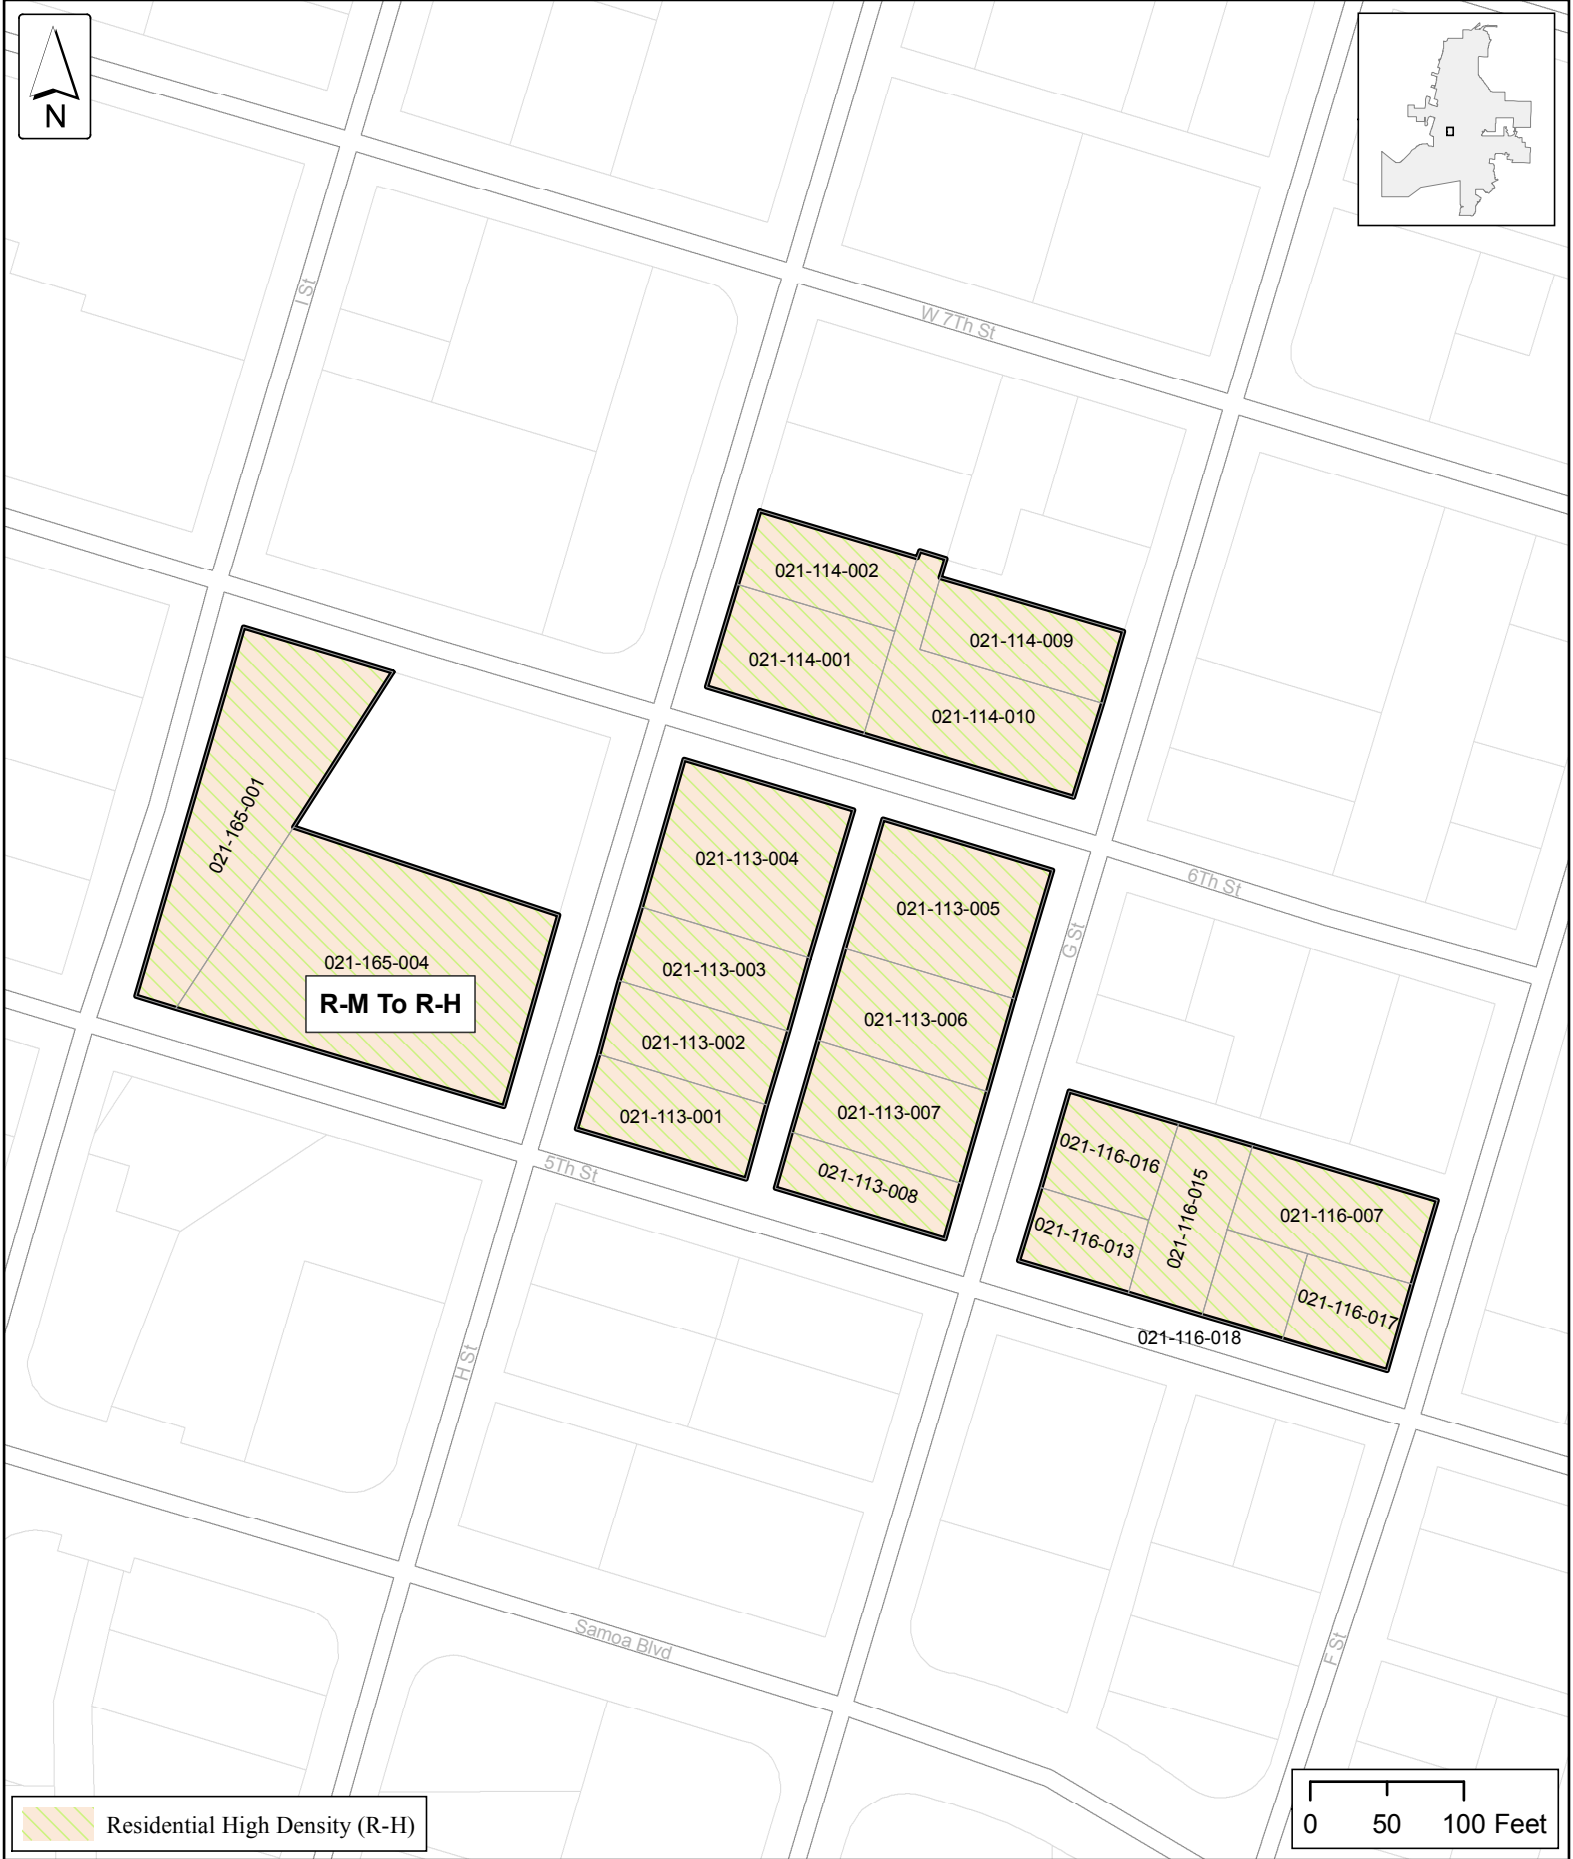 N
I St
W 7Th St
021-114-002
021-114-009
021-114-001
021-114-010
021-165-001
021-113-004
021-113-005
6Th St
G St
021-165-004
021-113-003
R-M To R-H
021-113-006
021-113-002
021-113-007
021-113-001
5Th St
021-113-008
021-116-016
021-116-015
021-116-007
021-116-013
021-116-017
021-116-018
H St
Samoa Blvd
F St
Residential High Density (R-H)
0 50 100 Feet